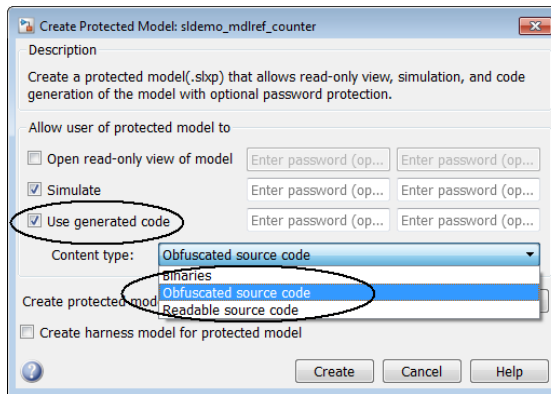 Create Protected Model: sldemo_mdlref_counter
Description
Create a protected model(.slxp) that allows read-only view, simulation, and code
generation of the model with optional password protection.
Allow user of protected model to
Open read-only view of model Enter password (op... Enter password (op...
Simulate Enter password (op... Enter password (op...
Use generated code Enter password (op... Enter password (op...
Content type: Obfuscated source code
Binaries
Obfuscated source code
Create protected mod
Readable source code
Create harness model for protected model
? Create Cancel Help